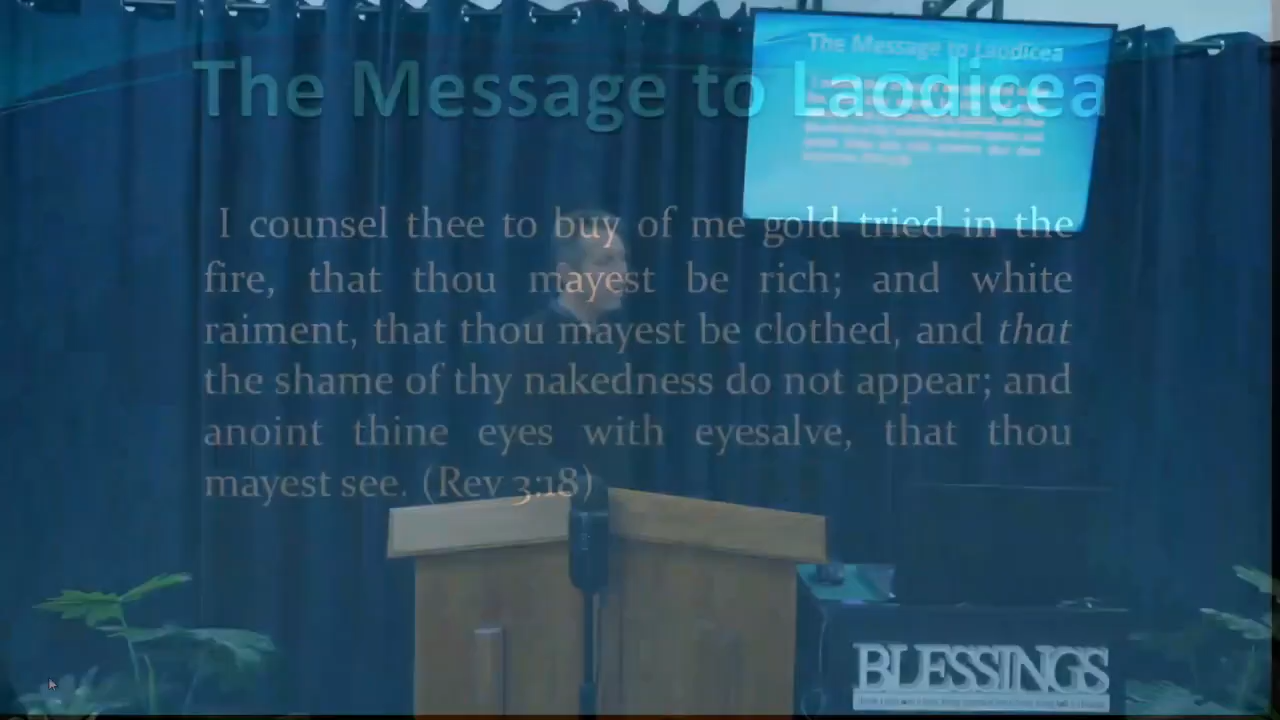 The Message to Laodicea
The Message to Laodicea
I counsel thee to buy of me gold tried in the
fire, that thou mayest be rich; and white
raiment, that thou mayest be clothed, and that
the shame of thy nakedness do not appear; and
anoint thine eyes with eyesalve, that thou
mayest see. (Rev 3:18)
BLESSINGS